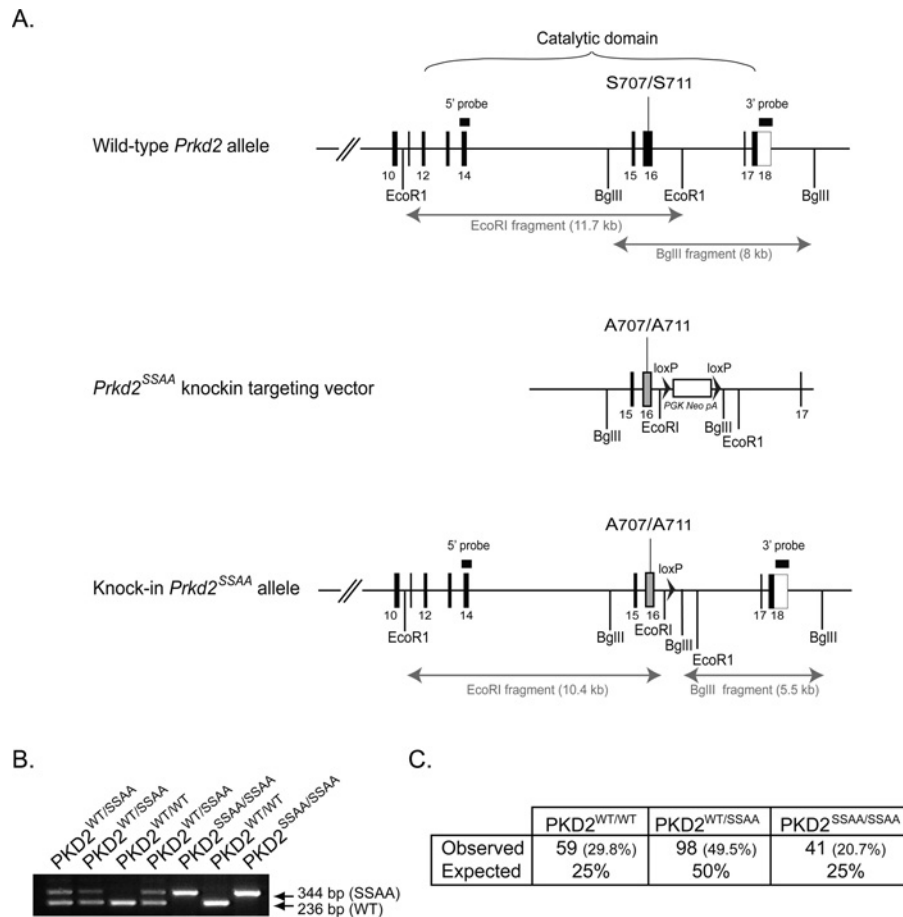 A.
Catalytic domain
S707/S711
5' probe
3' probe
Wild-type Prkd2 allele
10 12 14 15 16 17 18
EcoR1 BglII EcoR1 BglII
EcoRI fragment (11.7 kb)
BglII fragment (8 kb)
A707/A711
loxP loxP
Prkd2SSAA knockin targeting vector
PGK Neo pA
15 16 17
BglII EcoRI BglII EcoR1
A707/A711
5' probe
loxP
3' probe
Knock-in Prkd2SSAA allele
10 12 14 15 16 17 18
EcoR1 BglII EcoRI BglII EcoR1 BglII
EcoRI fragment (10.4 kb)
BglII fragment (5.5 kb)
B.
PKD2WT/SSAA
PKD2WT/SSAA
PKD2WT/WT
PKD2WT/SSAA
PKD2SSAA/SSAA
PKD2WT/WT
PKD2SSAA/SSAA
344 bp (SSAA)
236 bp (WT)
C.
PKD2WT/WT PKD2WT/SSAA PKD2SSAA/SSAA
Observed 59 (29.8%) 98 (49.5%) 41 (20.7%)
Expected 25% 50% 25%